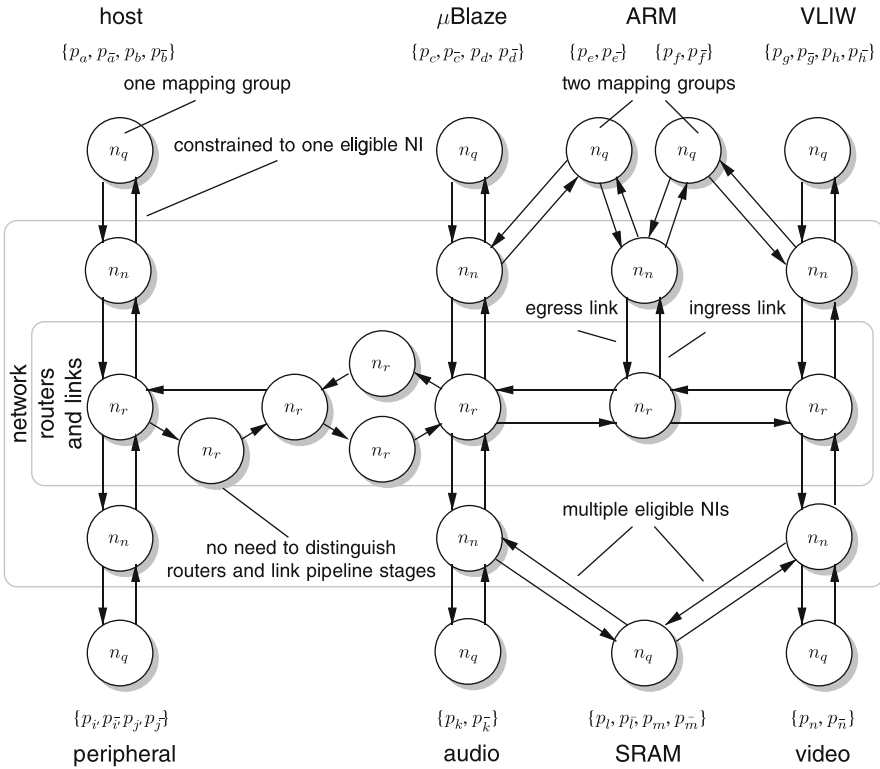 host μBlaze ARM VLIW
{p_a, p_ā, p_b, p_b̄} {p_c, p_c̄, p_d, p_d̄} {p_e, p_ē} {p_f, p_f̄} {p_g, p_ḡ, p_h, p_h̄}
one mapping group two mapping groups
n_q n_q n_q n_q n_q
constrained to one eligible NI
n_n n_n n_n n_n
egress link ingress link
network
routers
and links
n_r
n_r n_r n_r n_r n_r
n_r n_r
multiple eligible NIs
n_n n_n n_n
no need to distinguish
routers and link pipeline stages
n_q n_q n_q n_q
{p_i, p_ī, p_j, p_j̄} {p_k, p_k̄} {p_l, p_l̄, p_m, p_m̄} {p_n, p_n̄}
peripheral audio SRAM video